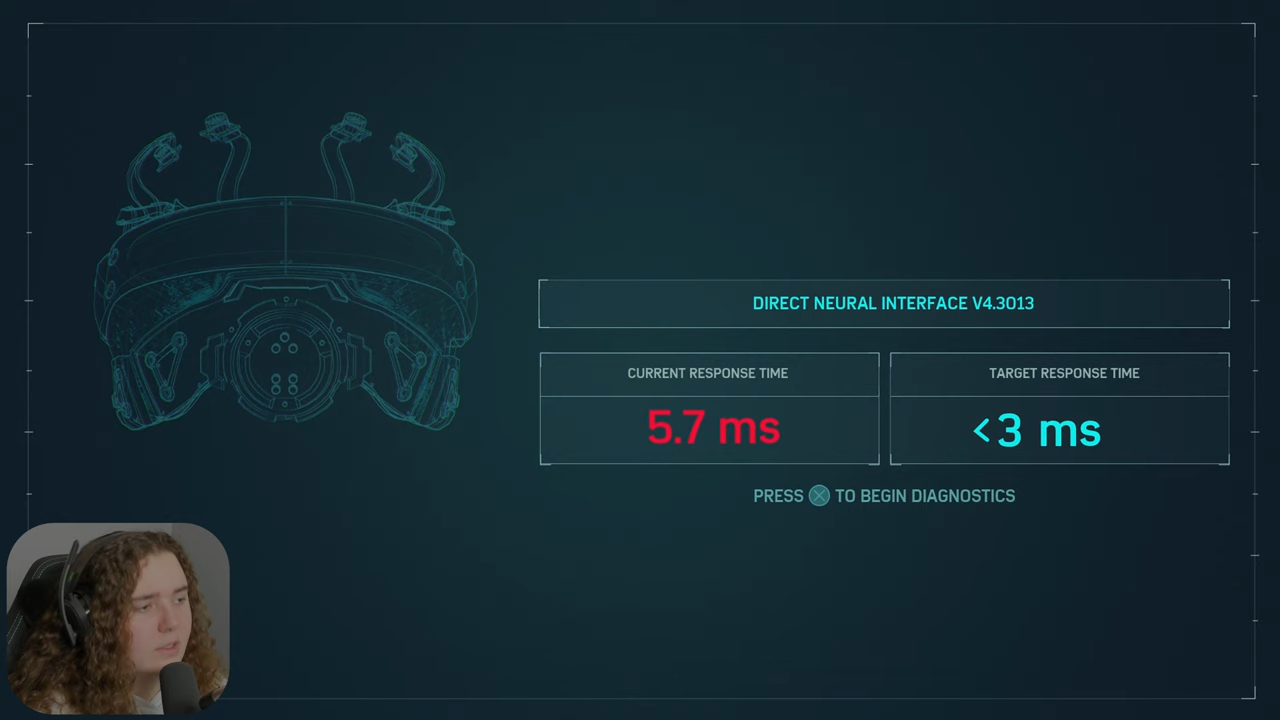 DIRECT NEURAL INTERFACE V4.3013
CURRENT RESPONSE TIME
5.7 ms
TARGET RESPONSE TIME
<3 ms
PRESS ⊗ TO BEGIN DIAGNOSTICS